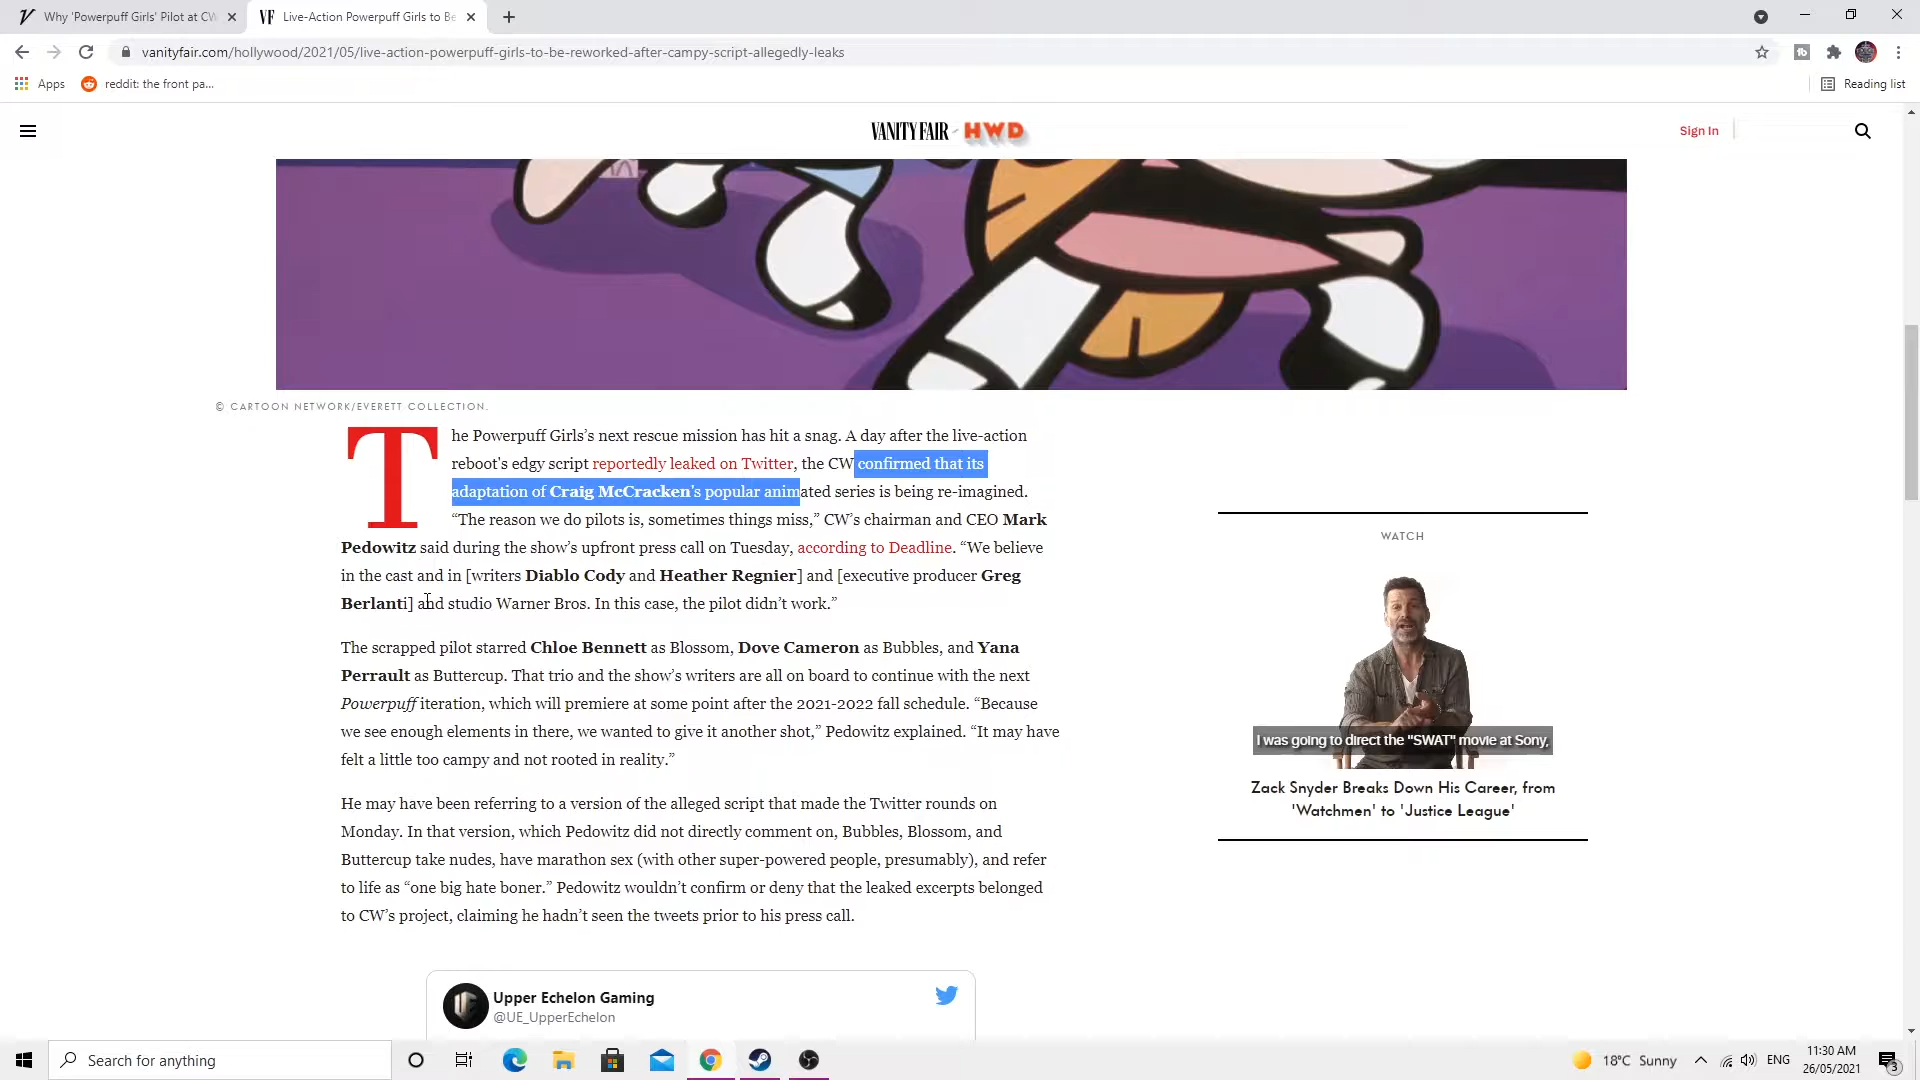 Why 'Powerpuff Girls' Pilot at CW
VF Live-Action Powerpuff Girls to Be
vanityfair.com/hollywood/2021/05/live-action-powerpuff-girls-to-be-reworked-after-campy-script-allegedly-leaks
Apps reddit: the front pa... Reading list
VANITY FAIR HWD Sign In
© CARTOON NETWORK/EVERETT COLLECTION.
The Powerpuff Girls’s next rescue mission has hit a snag. A day after the live-action
reboot's edgy script reportedly leaked on Twitter, the CW confirmed that its
adaptation of Craig McCracken’s popular animated series is being re-imagined.
“The reason we do pilots is, sometimes things miss,” CW’s chairman and CEO Mark
Pedowitz said during the show’s upfront press call on Tuesday, according to Deadline. “We believe
in the cast and in [writers Diablo Cody and Heather Regnier] and [executive producer Greg
Berlanti] and studio Warner Bros. In this case, the pilot didn’t work.”
The scrapped pilot starred Chloe Bennett as Blossom, Dove Cameron as Bubbles, and Yana
Perrault as Buttercup. That trio and the show’s writers are all on board to continue with the next
Powerpuff iteration, which will premiere at some point after the 2021-2022 fall schedule. “Because
we see enough elements in there, we wanted to give it another shot,” Pedowitz explained. “It may have
felt a little too campy and not rooted in reality.”
He may have been referring to a version of the alleged script that made the Twitter rounds on
Monday. In that version, which Pedowitz did not directly comment on, Bubbles, Blossom, and
Buttercup take nudes, have marathon sex (with other super-powered people, presumably), and refer
to life as “one big hate boner.” Pedowitz wouldn’t confirm or deny that the leaked excerpts belonged
to CW’s project, claiming he hadn’t seen the tweets prior to his press call.
WATCH
I was going to direct the "SWAT" movie at Sony,
Zack Snyder Breaks Down His Career, from
'Watchmen' to 'Justice League'
Upper Echelon Gaming
@UE_UpperEchelon
Search for anything
18°C Sunny
ENG
11:30 AM
26/05/2021
3